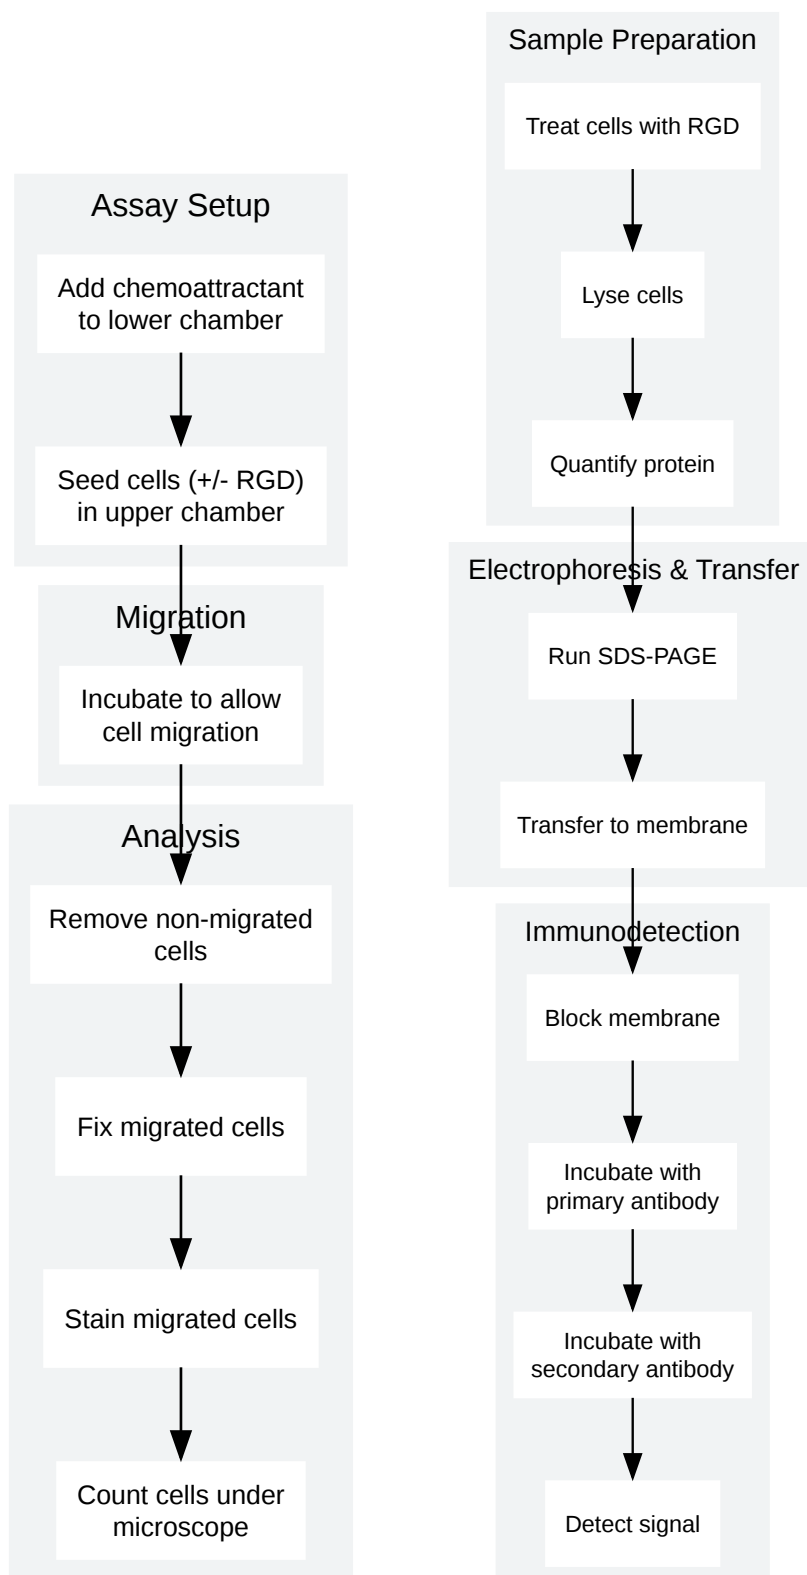 Assay Setup
Add chemoattractant
to lower chamber
Seed cells (+/- RGD)
in upper chamber
Migration
Incubate to allow
cell migration
Analysis
Remove non-migrated
cells
Fix migrated cells
Stain migrated cells
Count cells under
microscope
Sample Preparation
Treat cells with RGD
Lyse cells
Quantify protein
Electrophoresis & Transfer
Run SDS-PAGE
Transfer to membrane
Immunodetection
Block membrane
Incubate with
primary antibody
Incubate with
secondary antibody
Detect signal